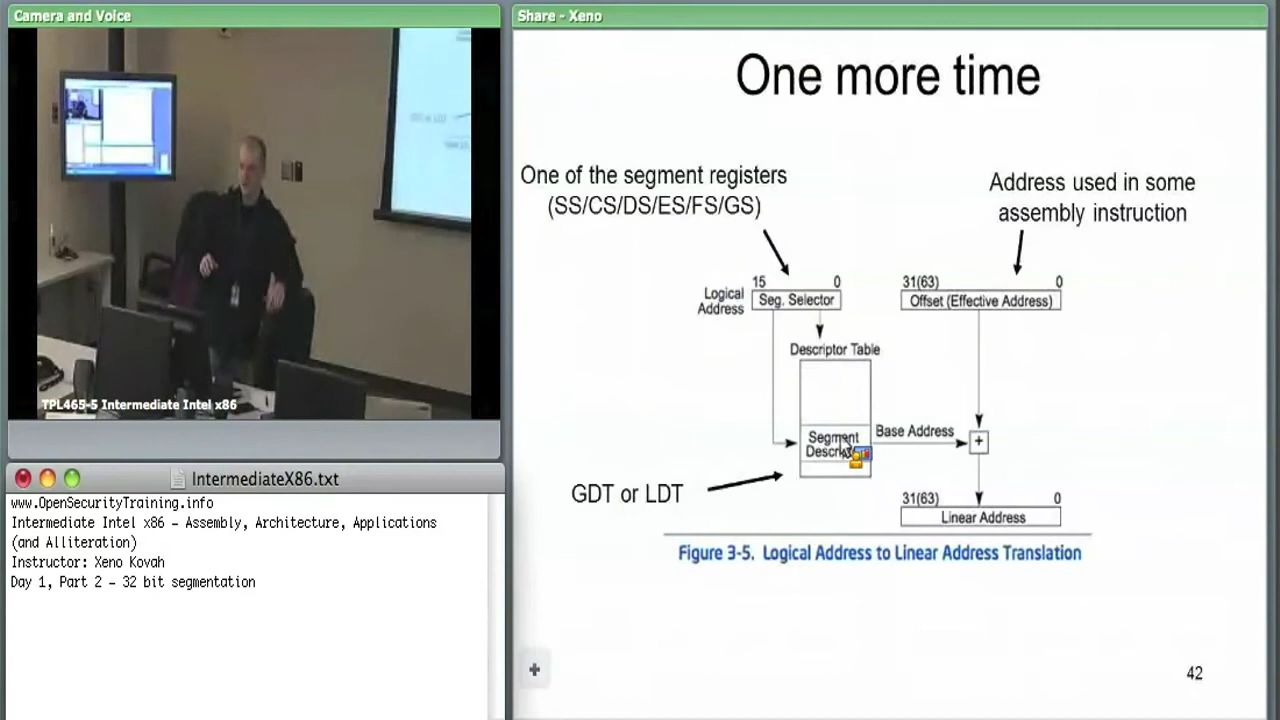 Camera and Voice
TPL465-5 Intermediate Intel x86
IntermediateX86.txt
www.OpenSecurityTraining.info
Intermediate Intel x86 – Assembly, Architecture, Applications
(and Alliteration)
Instructor: Xeno Kovah
Day 1, Part 2 – 32 bit segmentation
Share - Xeno
One more time
One of the segment registers
(SS/CS/DS/ES/FS/GS)
Address used in some
assembly instruction
15 0
31(63) 0
Logical
Address
Seg. Selector
Offset (Effective Address)
Descriptor Table
Segment
Base Address
+
GDT or LDT
31(63) 0
Linear Address
Figure 3-5. Logical Address to Linear Address Translation
+
42